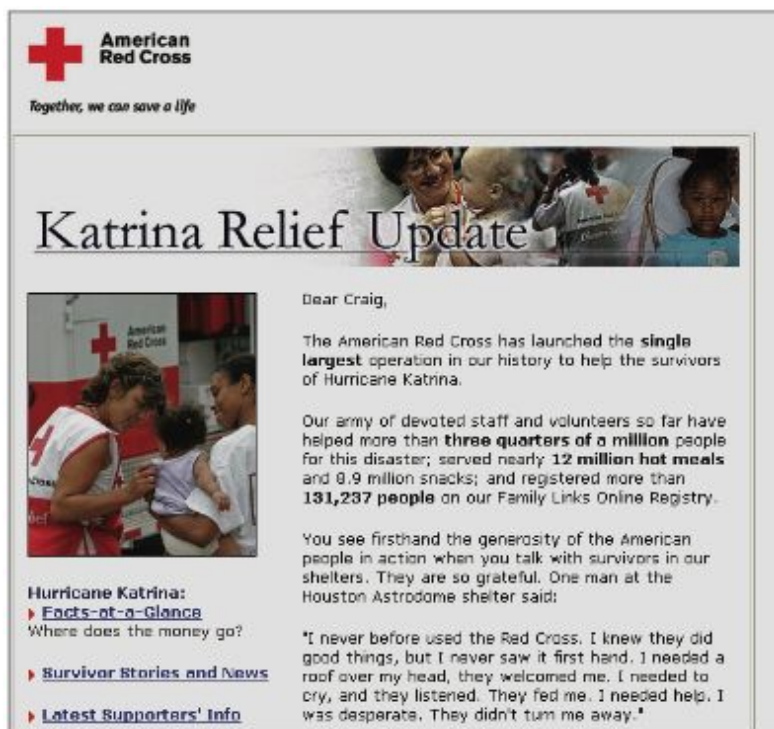 American
Red Cross
Together, we can save a life
Katrina Relief Update
American
Red Cross
Hurricane Katrina:
Facts-at-a-Glance
Where does the money go?
Survivor Stories and News
Latest Supporters' Info
Dear Craig,
The American Red Cross has launched the single
largest operation in our history to help the survivors
of Hurricane Katrina.
Our army of devoted staff and volunteers so far have
helped more than three quarters of a million people
for this disaster; served nearly 12 million hot meals
and 8.9 million snacks; and registered more than
131,237 people on our Family Links Online Registry.
You see firsthand the generosity of the American
people in action when you talk with survivors in our
shelters. They are so grateful. One man at the
Houston Astrodome shelter said:
"I never before used the Red Cross. I knew they did
good things, but I never saw it first hand. I needed a
roof over my head, they welcomed me. I needed to
cry, and they listened. They fed me. I needed help. I
was desperate. They didn't turn me away."